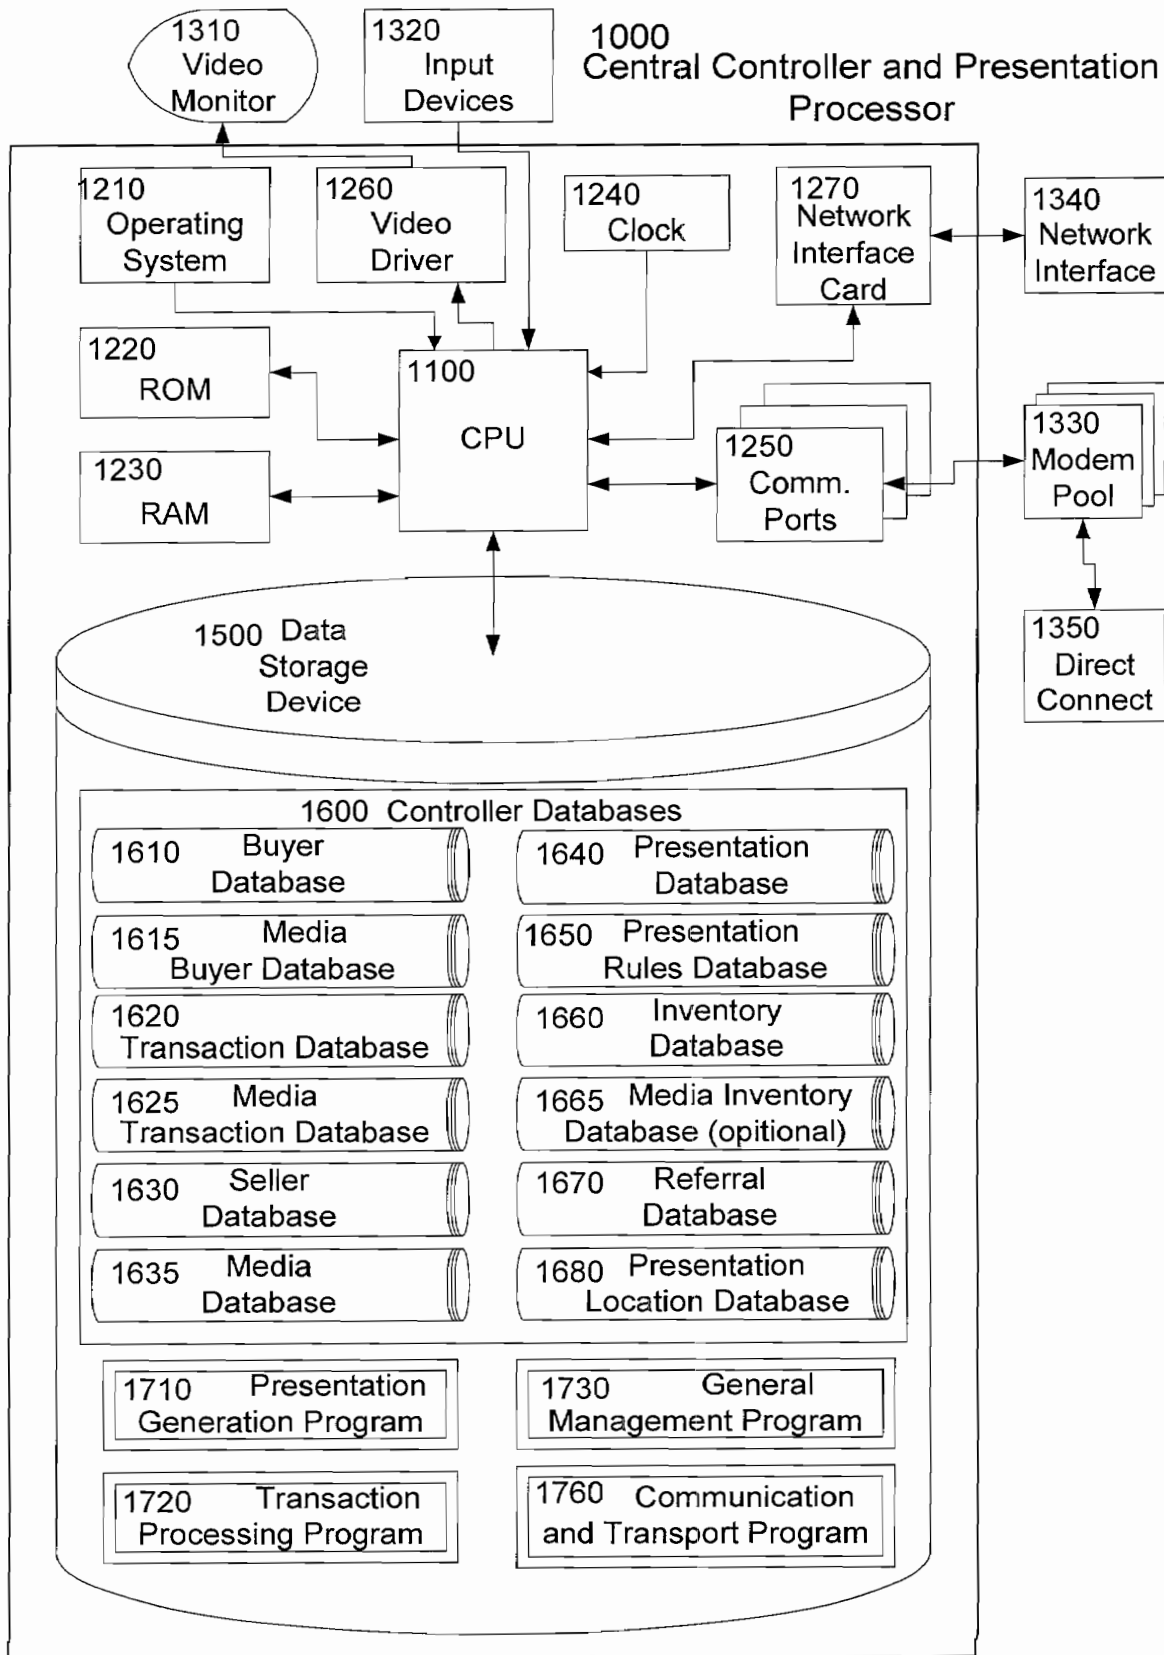 1310
Video
Monitor
1320
Input
Devices
1000
Central Controller and Presentation
Processor
1210
Operating
System
1260
Video
Driver
1240
Clock
1270
Network
Interface
Card
1340
Network
Interface
1220
ROM
1100
CPU
1230
RAM
1250
Comm.
Ports
1330
Modem
Pool
1350
Direct
Connect
1500 Data
Storage
Device
1600 Controller Databases
1610 Buyer
Database
1640 Presentation
Database
1615 Media
Buyer Database
1650 Presentation
Rules Database
1620
Transaction Database
1660 Inventory
Database
1625 Media
Transaction Database
1665 Media Inventory
Database (opitional)
1630 Seller
Database
1670 Referral
Database
1635 Media
Database
1680 Presentation
Location Database
1710 Presentation
Generation Program
1730 General
Management Program
1720 Transaction
Processing Program
1760 Communication
and Transport Program